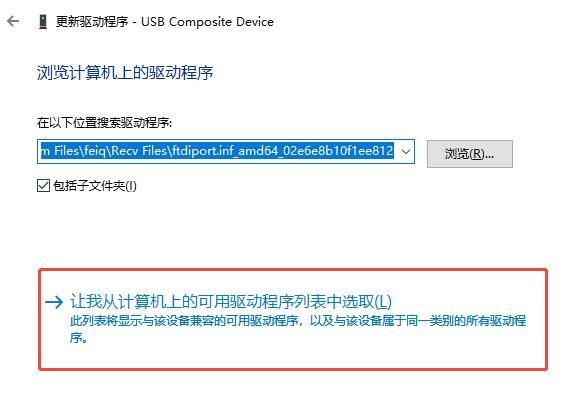 更新驱动程序 - USB Composite Device
浏览计算机上的驱动程序
在以下位置搜索驱动程序:
m Files\feiq\Recv Files\ftdiport.inf_amd64_02e6e8b10f1ee812
浏览(R)...
包括子文件夹(I)
让我从计算机上的可用驱动程序列表中选取(L)
此列表将显示与该设备兼容的可用驱动程序，以及与该设备属于同一类别的所有驱动程
序。